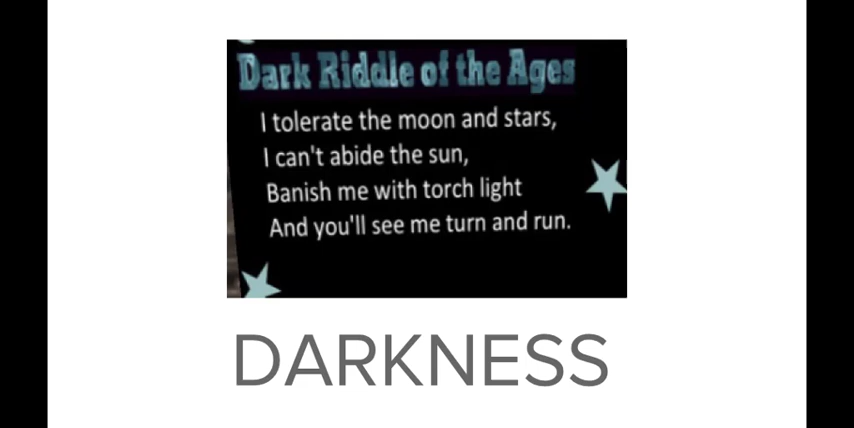 Dark Riddle of the Ages
I tolerate the moon and stars,
I can't abide the sun,
Banish me with torch light
And you'll see me turn and run.
DARKNESS